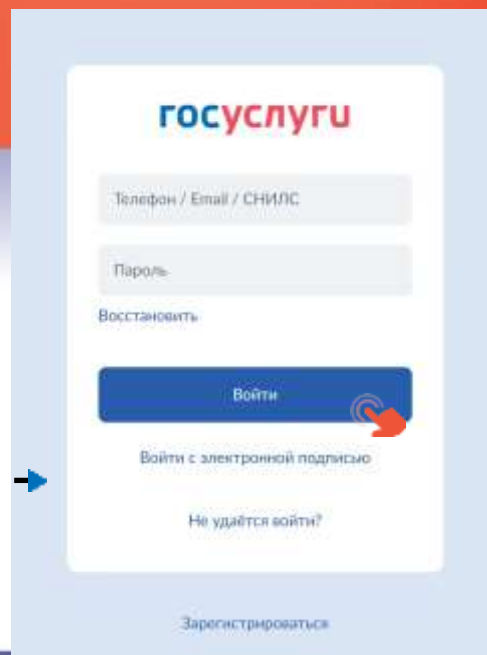 госуслуги
Телефон / Email / СНИЛС
Пароль
Восстановить
Войти
Войти с электронной подписью
Не удаётся войти?
Зарегистрироваться